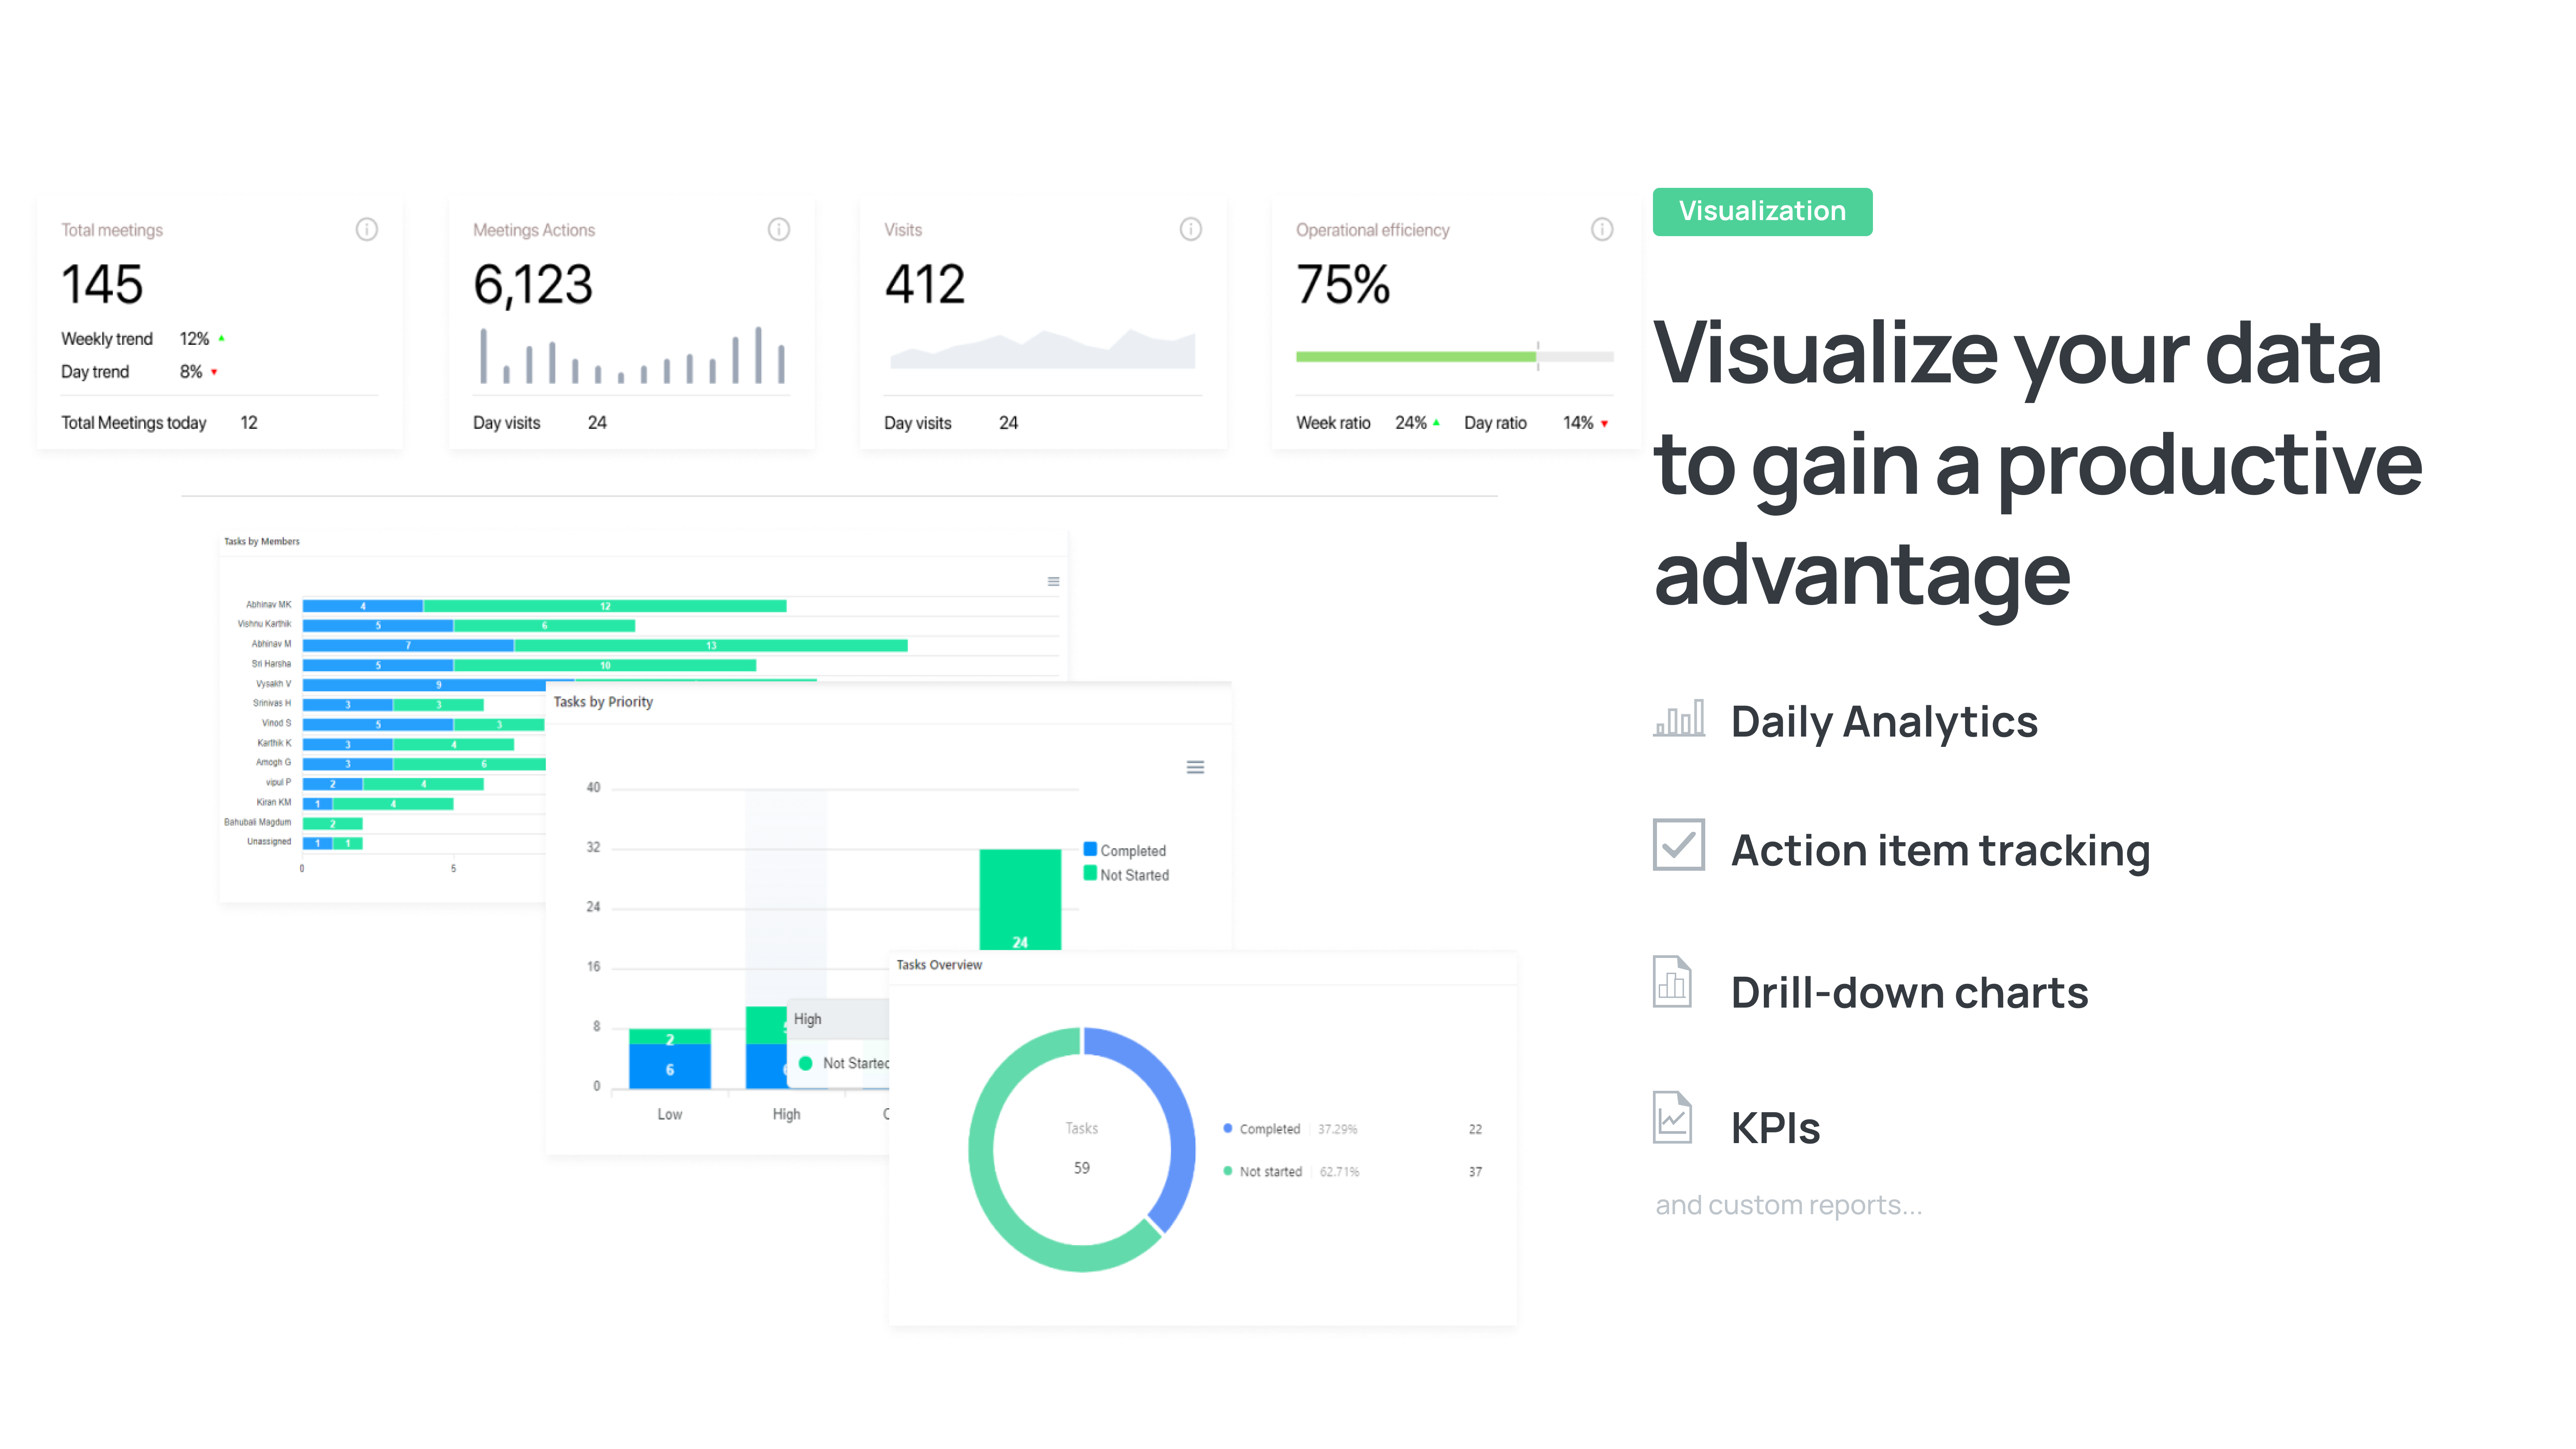 Total meetings
145
Weekly trend 12%
Day trend 8%
Total Meetings today 12
Meetings Actions
6,123
Day visits 24
Visits
412
Day visits 24
Operational efficiency
75%
Week ratio 24% Day ratio 14%
Visualization
Visualize your data
to gain a productive
advantage
Daily Analytics
Action item tracking
Drill-down charts
KPIs
and custom reports...
Tasks by Members
Abhinav MK 4 12
Vishnu Karthik 5 6
Abhinav M 7 13
Sri Harsha 5 10
Vysakh V 9
Srinivas H 3 3
Vinod S 5 3
Karthik K 3 4
Amogh G 3 6
vipul P 2 4
Kiran KM 1 4
Bahubali Magdum 2
Unassigned 1 1
0 5
Tasks by Priority
40
32
24
16
8
0
Completed
Not Started
24
2
6
High
Not Started
Low High
Tasks Overview
Tasks
59
Completed 37.29% 22
Not started 62.71% 37